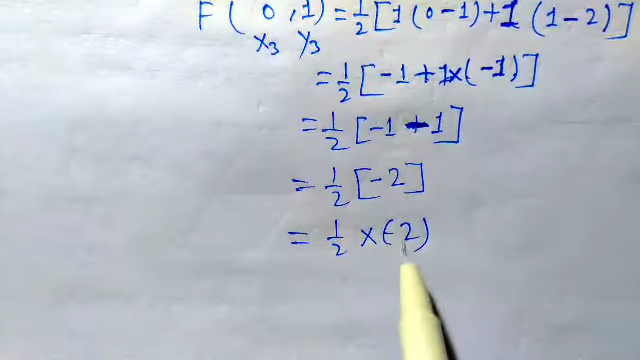 F ( 0 , 1 ) = 1/2 [ 1 ( 0 - 1 ) + 1 ( 1 - 2 ) ]
x3 y3
= 1/2 [ -1 + 1x(-1) ]
= 1/2 [ -1 - 1 ]
= 1/2 [ -2 ]
= 1/2 x (-2)